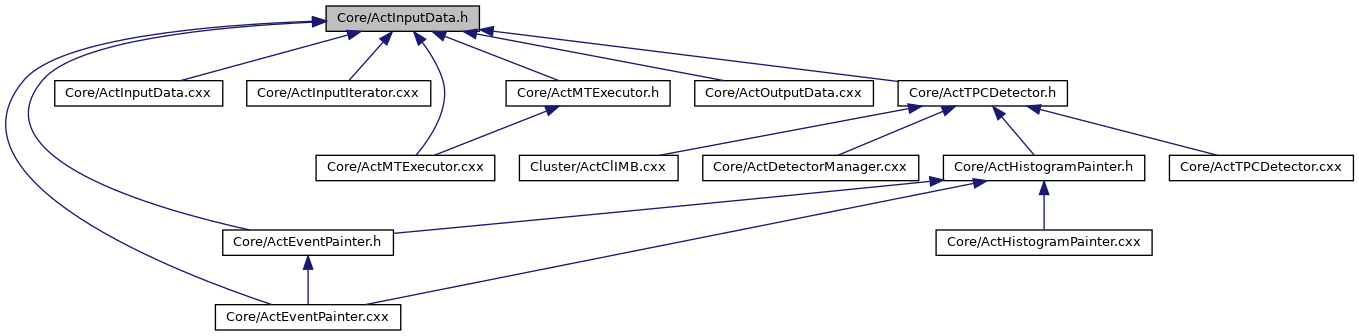 Core/ActInputData.h
Core/ActInputData.cxx
Core/ActInputIterator.cxx
Core/ActMTExecutor.h
Core/ActOutputData.cxx
Core/ActTPCDetector.h
Core/ActMTExecutor.cxx
Cluster/ActClIMB.cxx
Core/ActDetectorManager.cxx
Core/ActHistogramPainter.h
Core/ActTPCDetector.cxx
Core/ActEventPainter.h
Core/ActHistogramPainter.cxx
Core/ActEventPainter.cxx